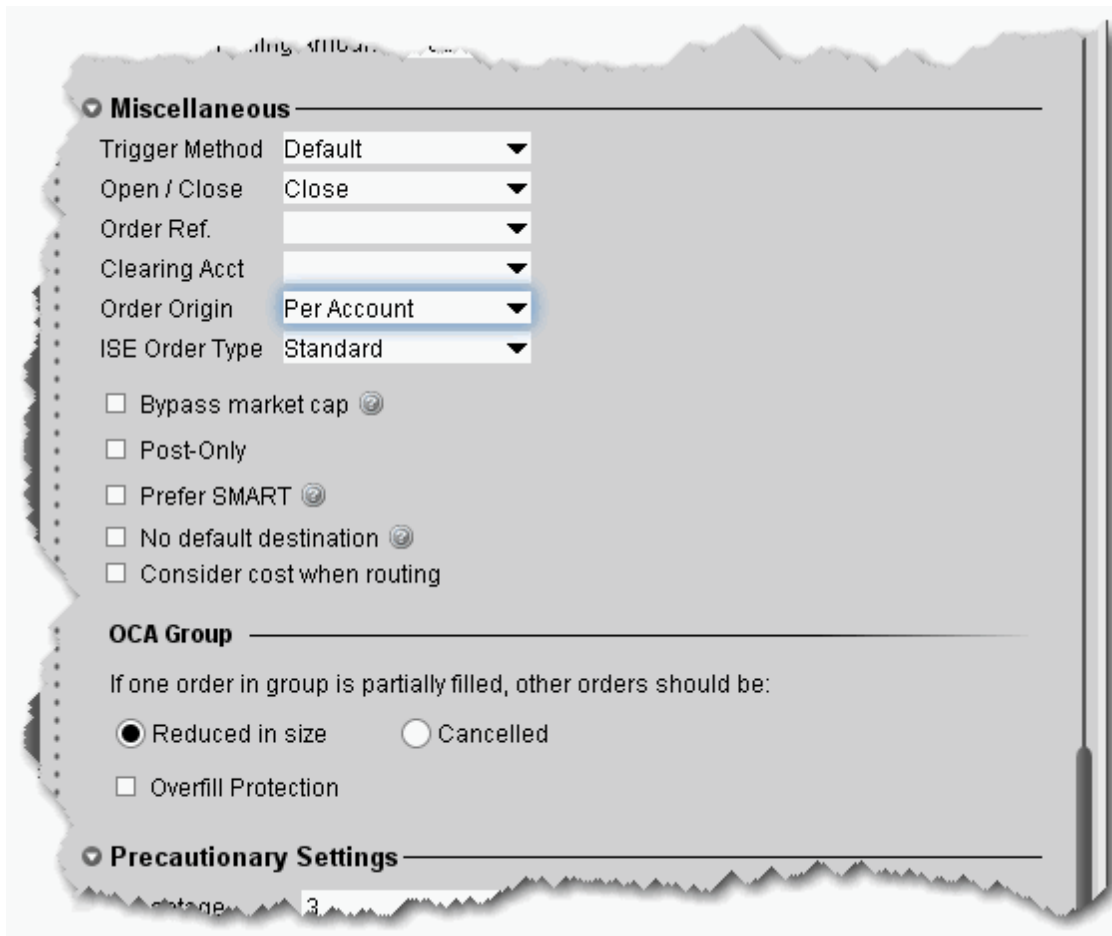 Miscellaneous
Trigger Method Default
Open / Close Close
Order Ref.
Clearing Acct
Order Origin Per Account
ISE Order Type Standard
Bypass market cap
Post-Only
Prefer SMART
No default destination
Consider cost when routing
OCA Group
If one order in group is partially filled, other orders should be:
Reduced in size Cancelled
Overfill Protection
Precautionary Settings
3